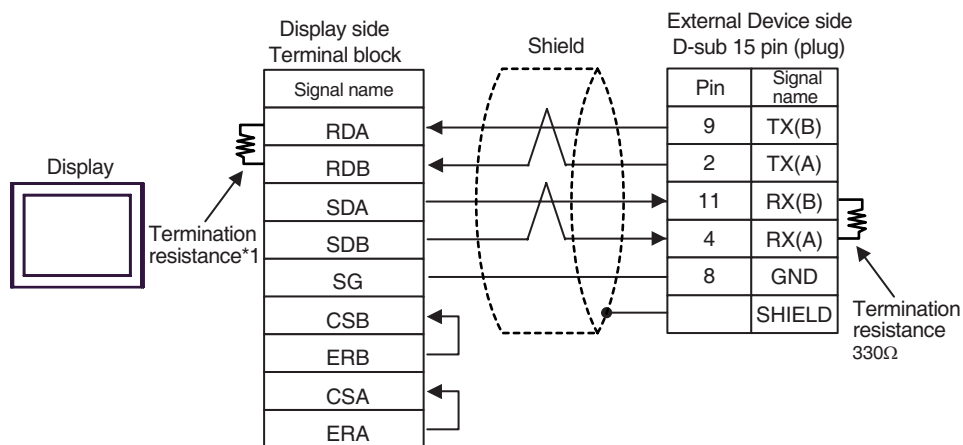 Display side
Terminal block
Shield
External Device side
D-sub 15 pin (plug)
Signal name
Pin
Signal
name
RDA
9
TX(B)
RDB
2
TX(A)
Display
SDA
11
RX(B)
Termination
resistance*1
SDB
4
RX(A)
SG
8
GND
CSB
SHIELD
Termination
resistance
330Ω
ERB
CSA
ERA